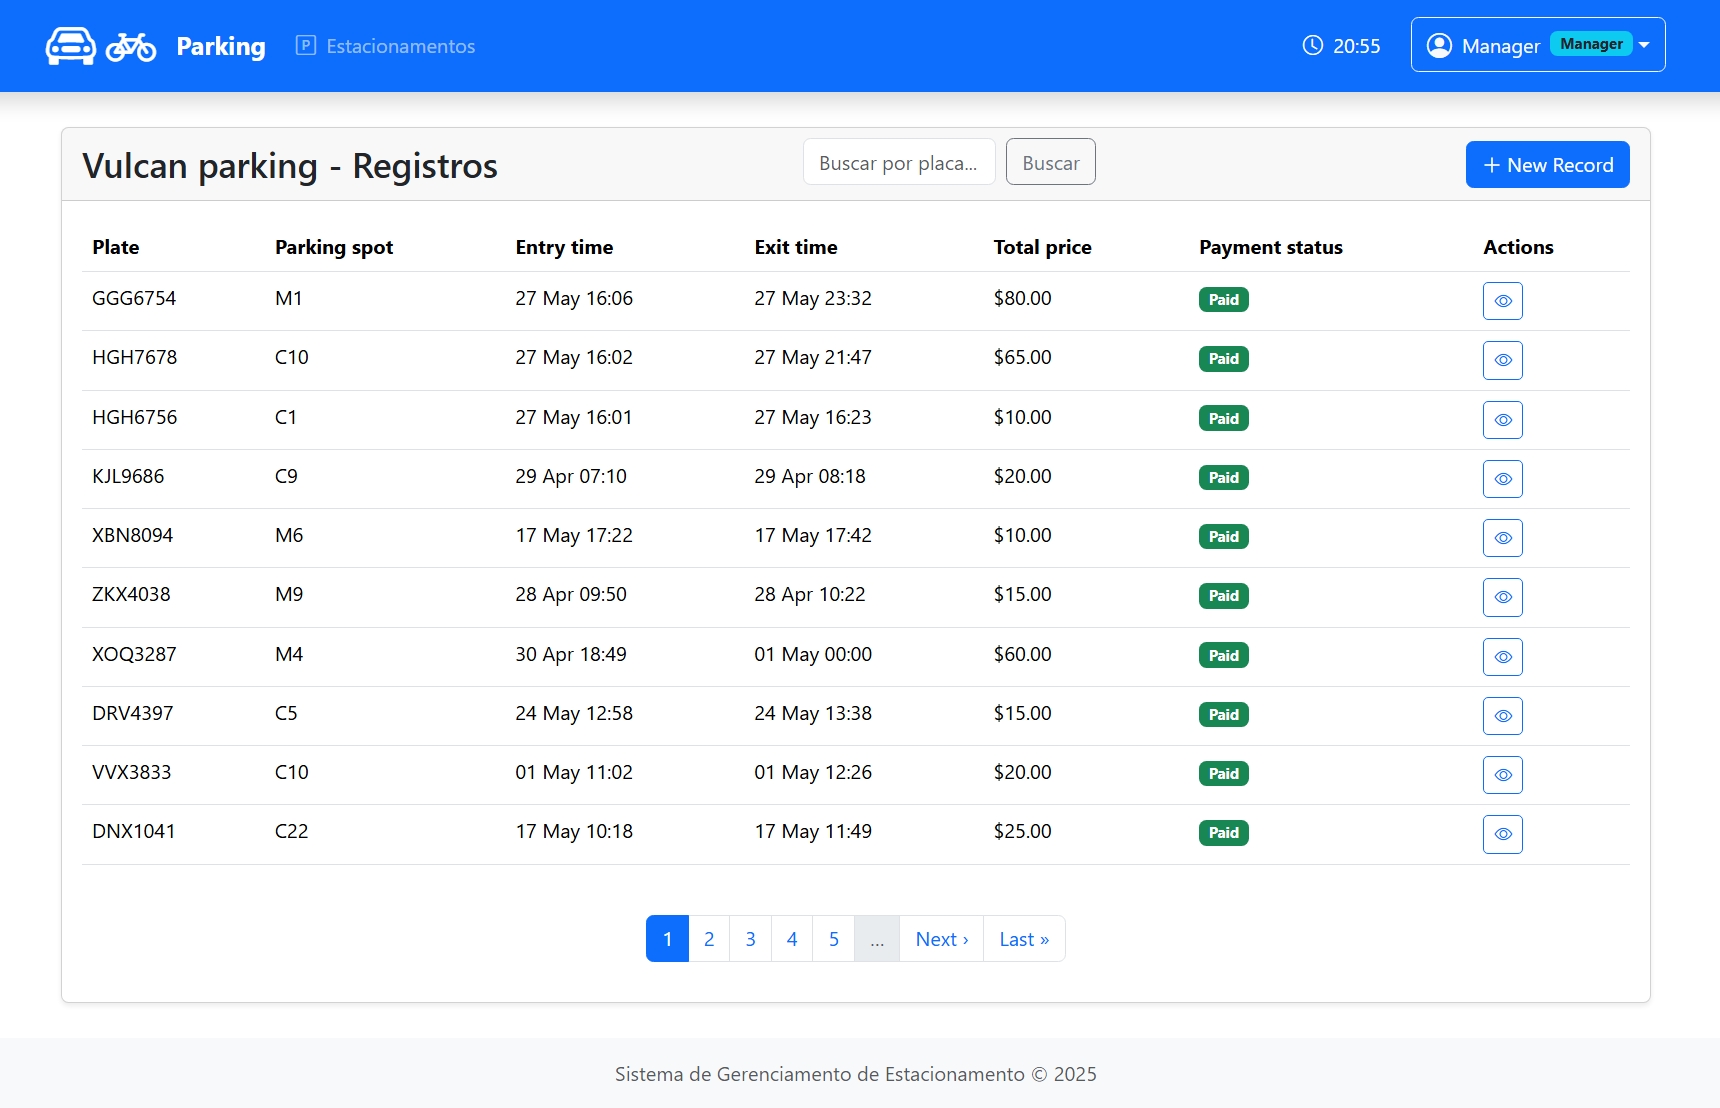 Parking P Estacionamentos 20:55 Manager Manager
Vulcan parking - Registros Buscar por placa... Buscar + New Record
Plate Parking spot Entry time Exit time Total price Payment status Actions
GGG6754 M1 27 May 16:06 27 May 23:32 $80.00 Paid
HGH7678 C10 27 May 16:02 27 May 21:47 $65.00 Paid
HGH6756 C1 27 May 16:01 27 May 16:23 $10.00 Paid
KJL9686 C9 29 Apr 07:10 29 Apr 08:18 $20.00 Paid
XBN8094 M6 17 May 17:22 17 May 17:42 $10.00 Paid
ZKX4038 M9 28 Apr 09:50 28 Apr 10:22 $15.00 Paid
XOQ3287 M4 30 Apr 18:49 01 May 00:00 $60.00 Paid
DRV4397 C5 24 May 12:58 24 May 13:38 $15.00 Paid
VVX3833 C10 01 May 11:02 01 May 12:26 $20.00 Paid
DNX1041 C22 17 May 10:18 17 May 11:49 $25.00 Paid
1 2 3 4 5 ... Next › Last »
Sistema de Gerenciamento de Estacionamento © 2025